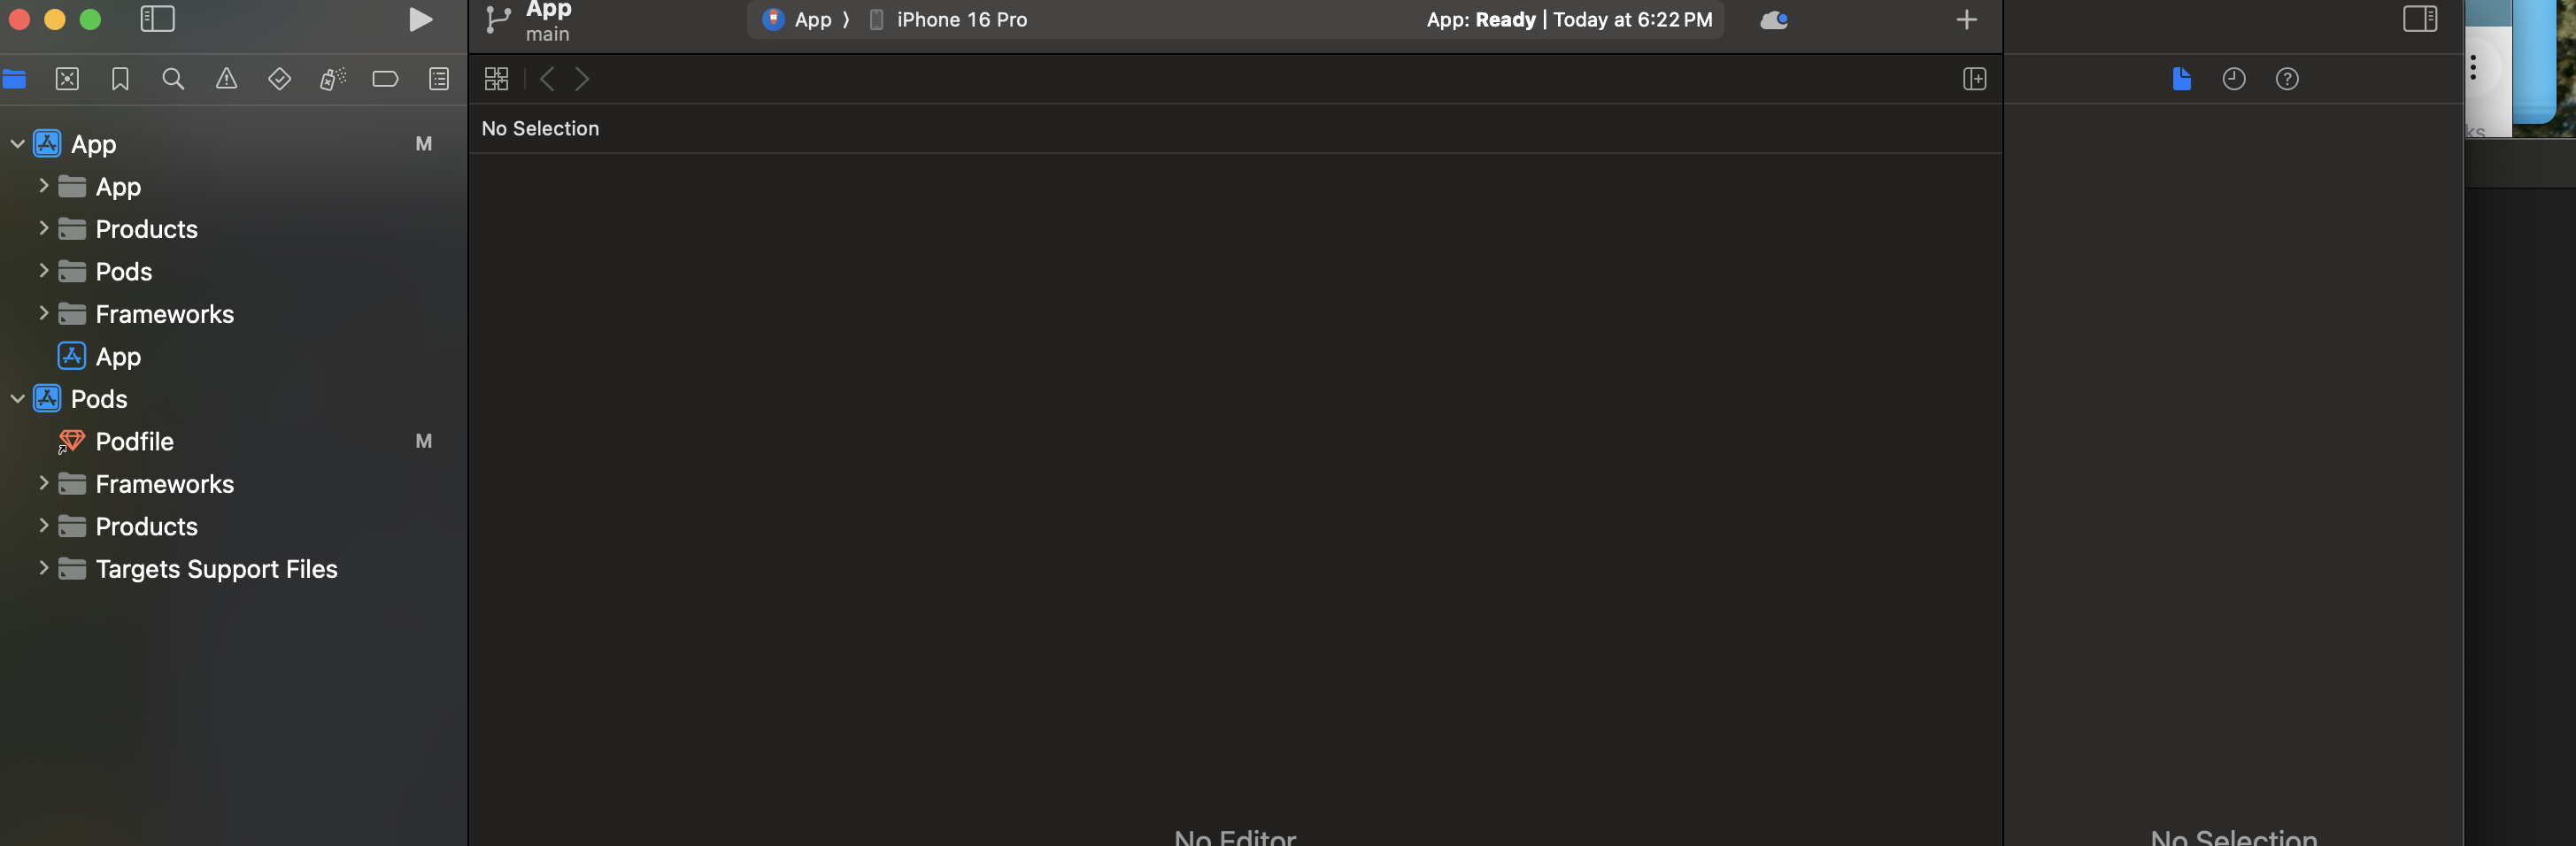 App
main
App
iPhone 16 Pro
App: Ready | Today at 6:22 PM
No Selection
App M
App
Products
Pods
Frameworks
App
Pods
Podfile M
Frameworks
Products
Targets Support Files
No Editor
No Selection
ks